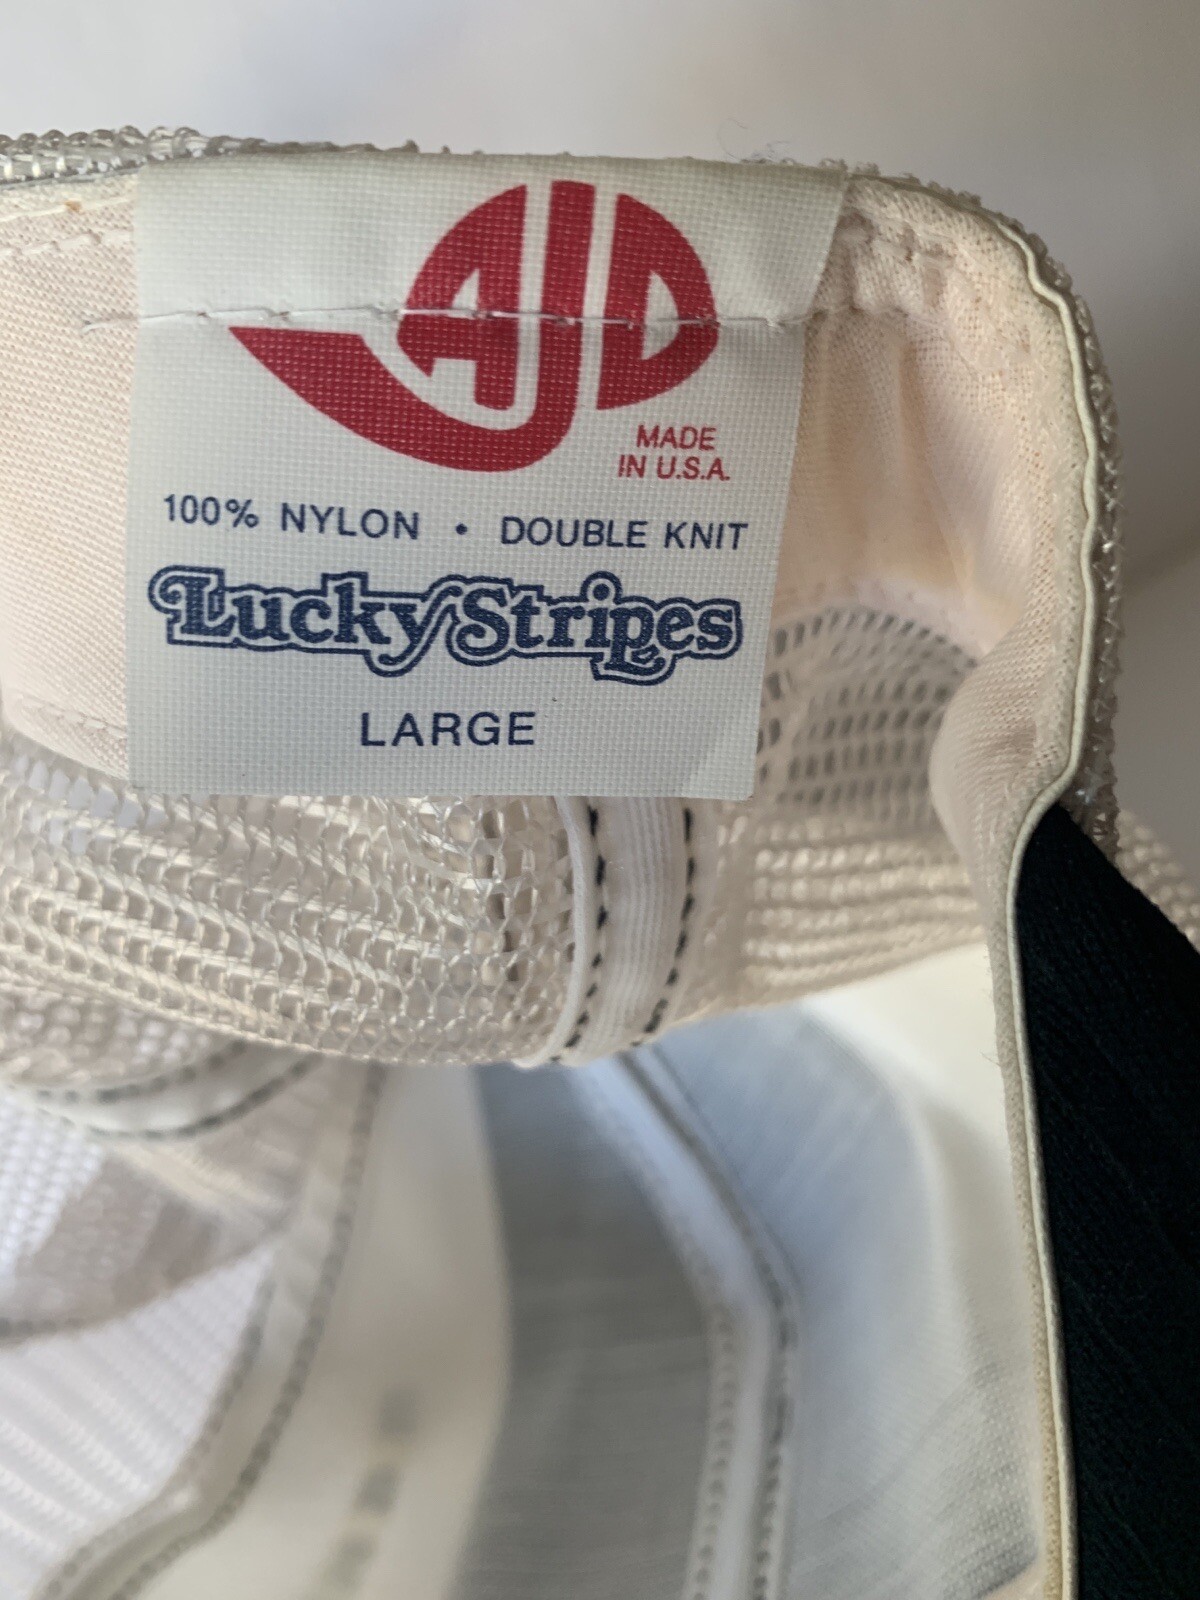 AJD
MADE
IN U.S.A.
100% NYLON • DOUBLE KNIT
Lucky Stripes
LARGE